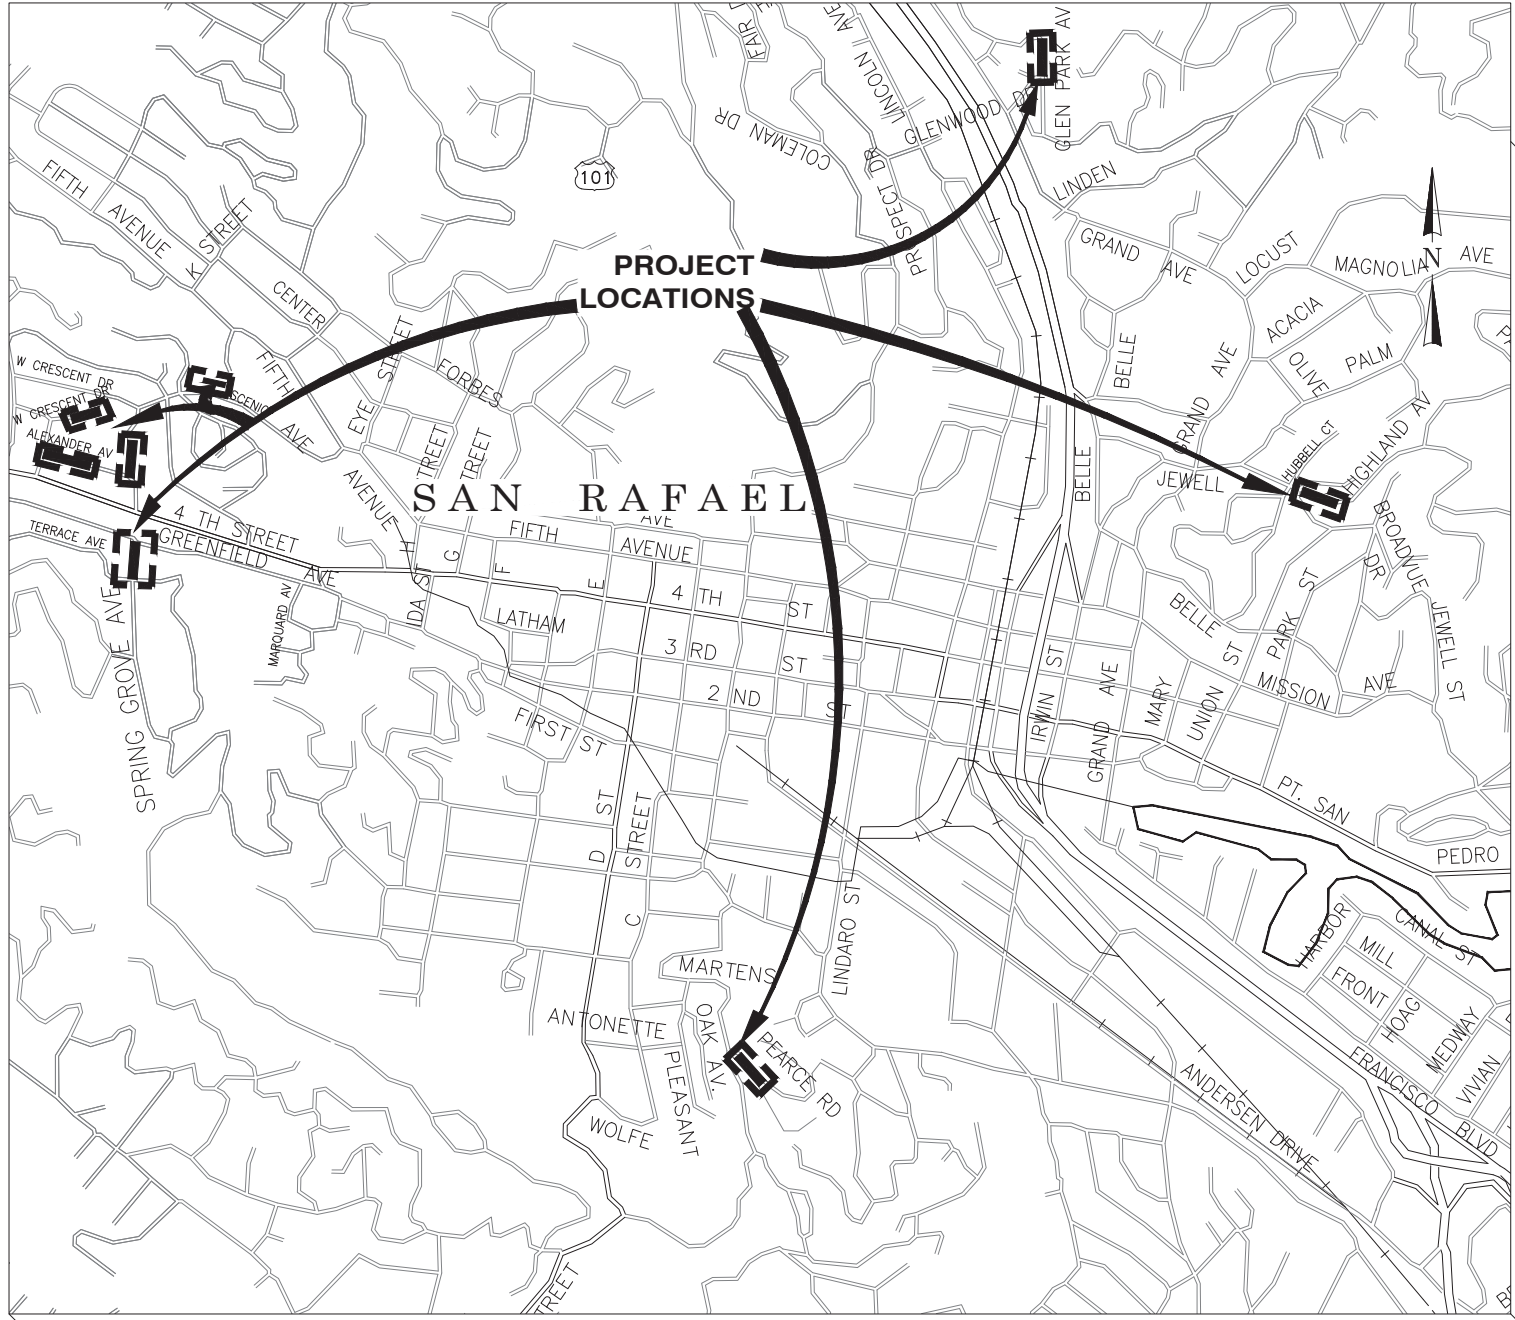 FAIR
LINCOLN AVE
GLEN PARK AV
GLENWOOD DR
COLEMAN DR
PROSPECT DR
101
LINDEN
FIFTH
AVENUE
K STREET
CENTER
GRAND
AVE
LOCUST
MAGNOLIA
AVE
N
PROJECT
LOCATIONS
ACACIA
PALM
OLIVE
BELLE
AVE
GRAND
W CRESCENT DR
W CRESCENT DR
SCENIC
AVE
ALEXANDER AV
FIFTH
AVENUE
EYE
STREET
FORBES
STREET
STREET
HUBBELL CT
HIGHLAND AV
JEWELL
BELLE
SAN RAFAEL
AVE
4 TH STREET
GREENFIELD
AVE
TERRACE AVE
SPRING GROVE AVE
MARQUARD AV
IDA ST
H
G
F
E
FIFTH
AVENUE
4 TH
ST
LATHAM
3 RD
ST
2 ND
ST
FIRST ST
BROADVUE
DR
JEWELL ST
BELLE ST
PARK
ST
MISSION
AVE
UNION
ST
MARY
GRAND
AVE
IRWIN
ST
D
ST
C
STREET
PT. SAN
PEDRO
LINDARO ST
MARTENS
ANTONETTE
OAK
AV.
PEARCE RD
PLEASANT
WOLFE
HARBOR
CANAL ST
MILL
FRONT
HOAG
MEDWAY
VIVIAN
FRANCISCO
BLVD
ANDERSEN DRIVE
TREET